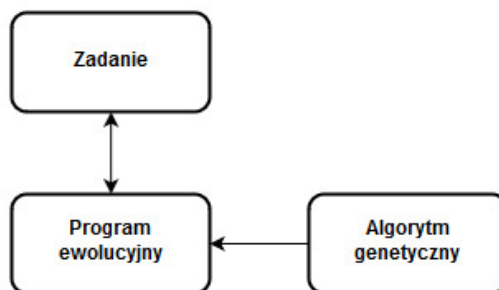 Zadanie
Program
ewolucyjny
Algorytm
genetyczny